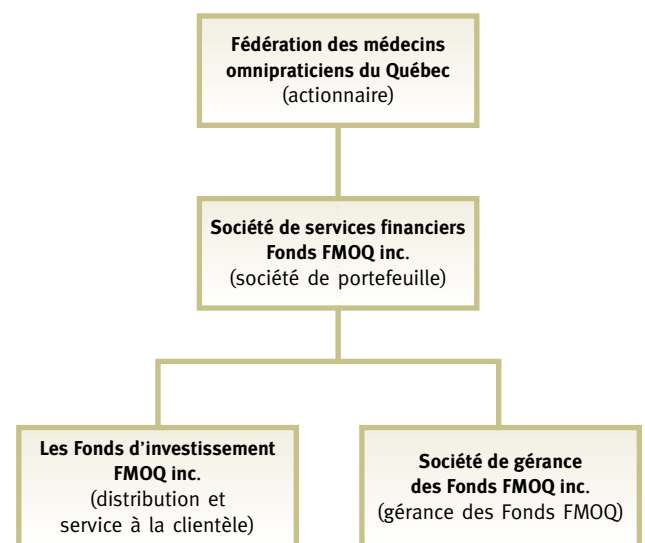 Fédération des médecins
omnipraticiens du Québec
(actionnaire)
Société de services financiers
Fonds FMOQ inc.
(société de portefeuille)
Les Fonds d’investissement
FMOQ inc.
(distribution et
service à la clientèle)
Société de gérance
des Fonds FMOQ inc.
(gérance des Fonds FMOQ)